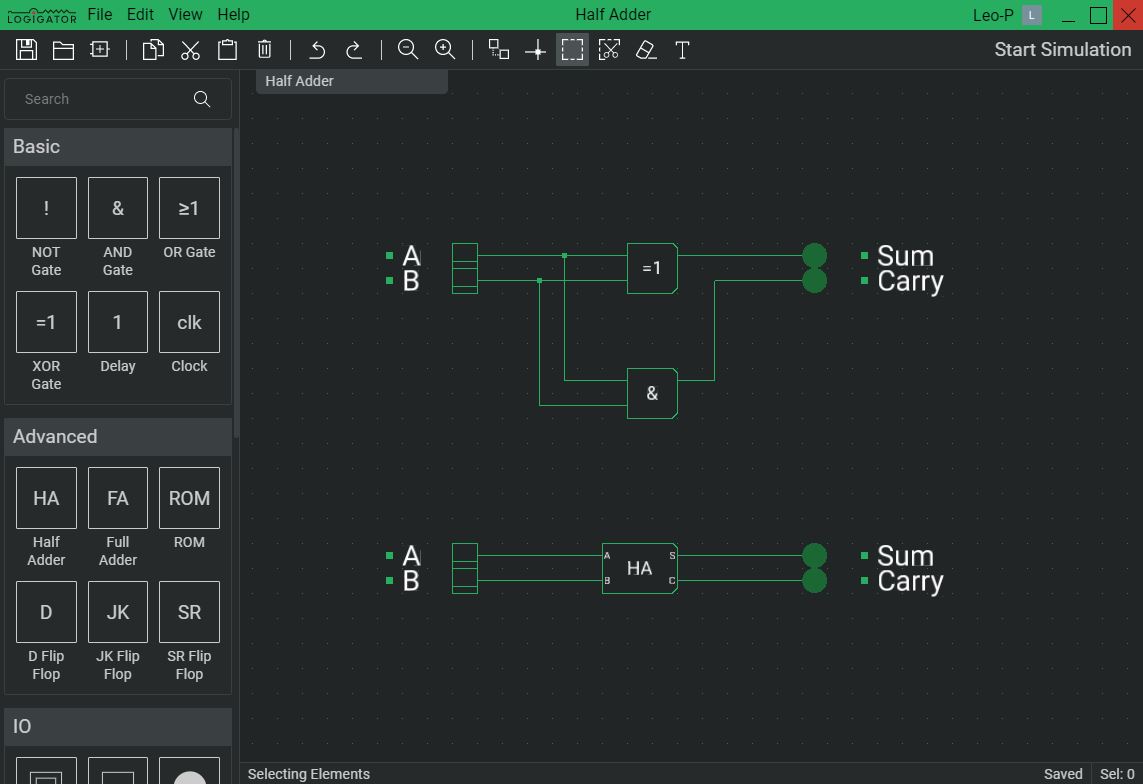 LOGIGATOR File Edit View Help Half Adder Leo-P L
Start Simulation
Half Adder
Search
Basic
! & ≥1
NOT Gate AND Gate OR Gate
=1 1 clk
XOR Gate Delay Clock
Advanced
HA FA ROM
Half Adder Full Adder ROM
D JK SR
D Flip Flop JK Flip Flop SR Flip Flop
IO
A =1 Sum
B Carry
&
A A HA S Sum
B B C Carry
Selecting Elements Saved Sel: 0